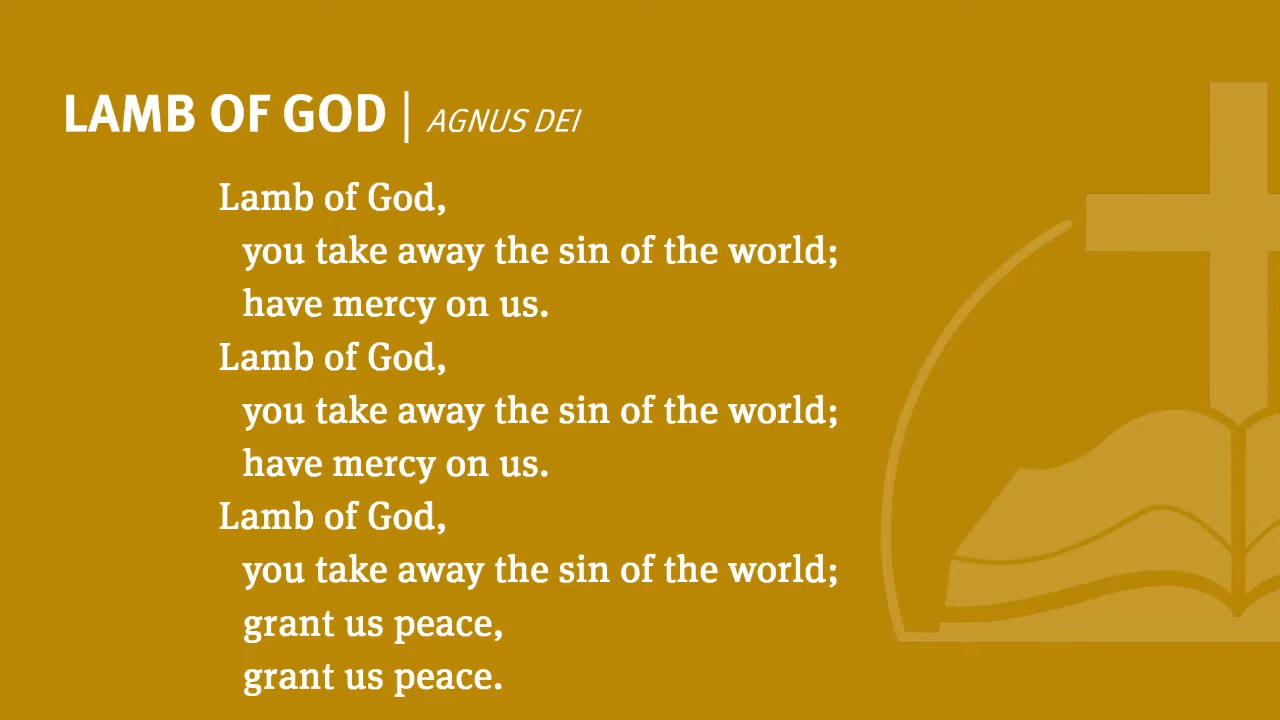 LAMB OF GOD | AGNUS DEI
Lamb of God,
you take away the sin of the world;
have mercy on us.
Lamb of God,
you take away the sin of the world;
have mercy on us.
Lamb of God,
you take away the sin of the world;
grant us peace,
grant us peace.